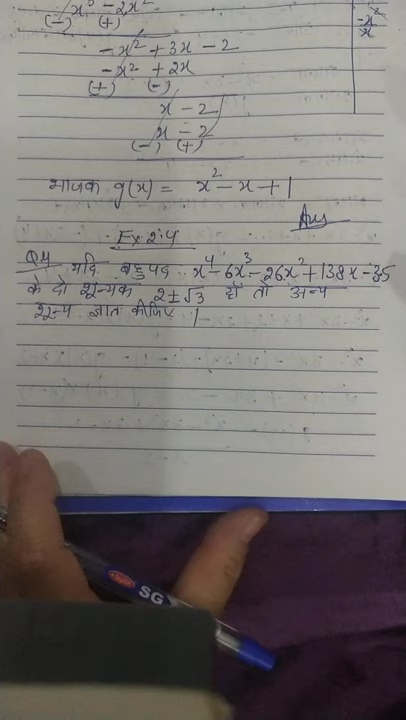 x³ - 2x²
(-) (+)
- x² + 3x - 2
- x² + 2x
(+) (-)
x - 2
x - 2
(-) (+)
-x²
x
भाजक g(x) = x² - x + 1
Ans
Ex 2.4
Q4 यदि बहुपद x⁴ - 6x³ - 26x² + 138x - 35
के दो शून्यक 2 ± √3 हों तो अन्य
शून्य ज्ञात कीजिए।
SG